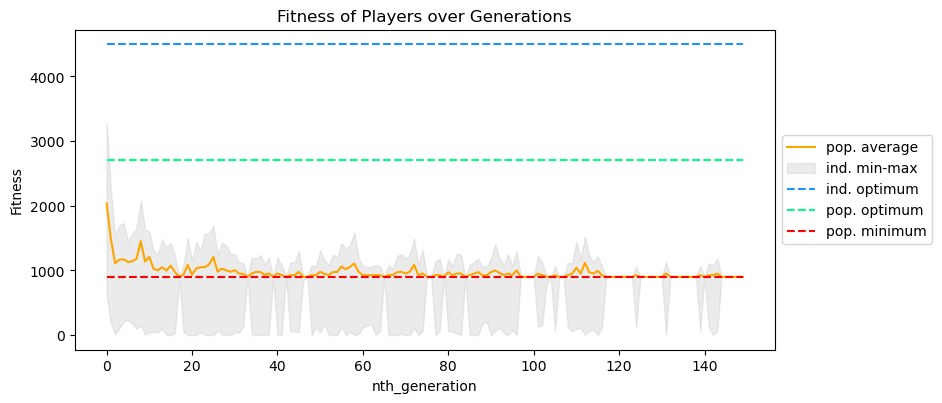 Fitness of Players over Generations
Fitness
4000
3000
2000
1000
0
0
20
40
60
80
100
120
140
nth_generation
pop. average
ind. min-max
ind. optimum
pop. optimum
pop. minimum